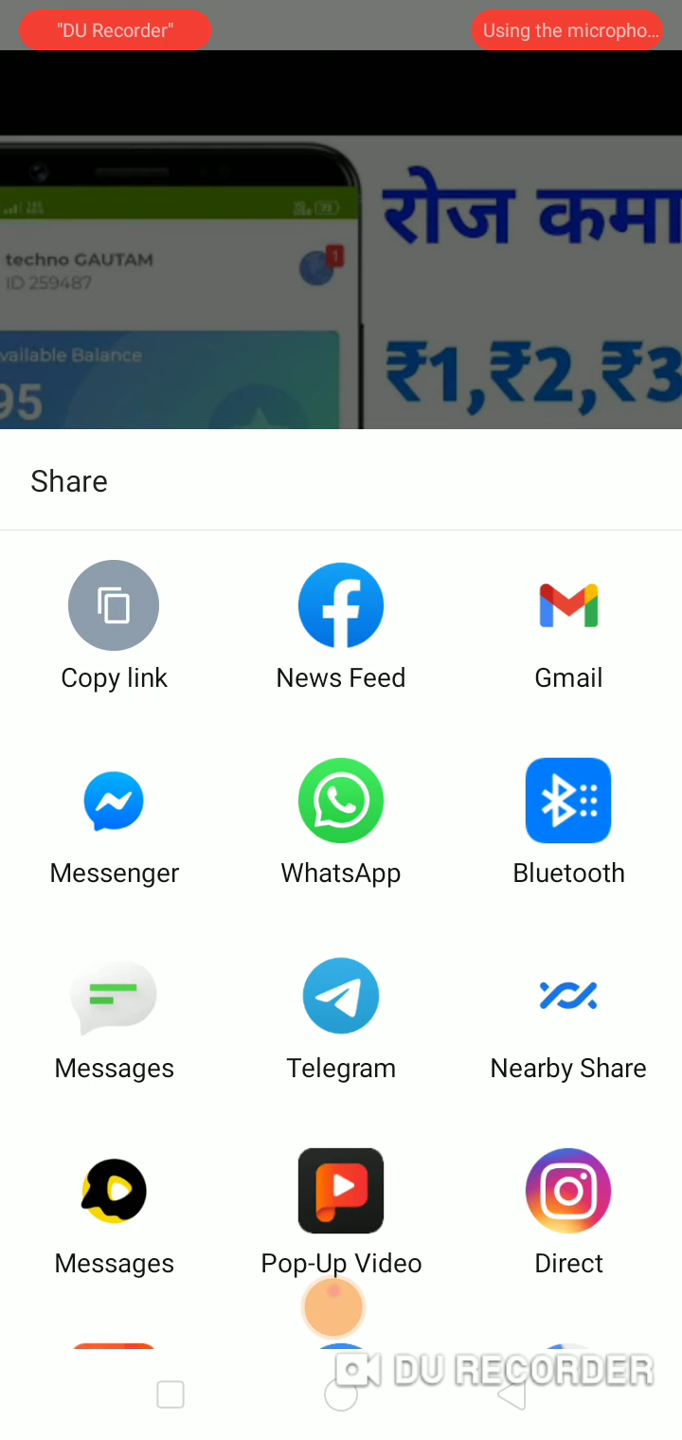 "DU Recorder"
Using the micropho...
techno GAUTAM
ID 259487
1
vailable Balance
95
रोज कमा
₹1,₹2,₹3
Share
Copy link
News Feed
Gmail
Messenger
WhatsApp
Bluetooth
Messages
Telegram
Nearby Share
Messages
Pop-Up Video
Direct
DU RECORDER